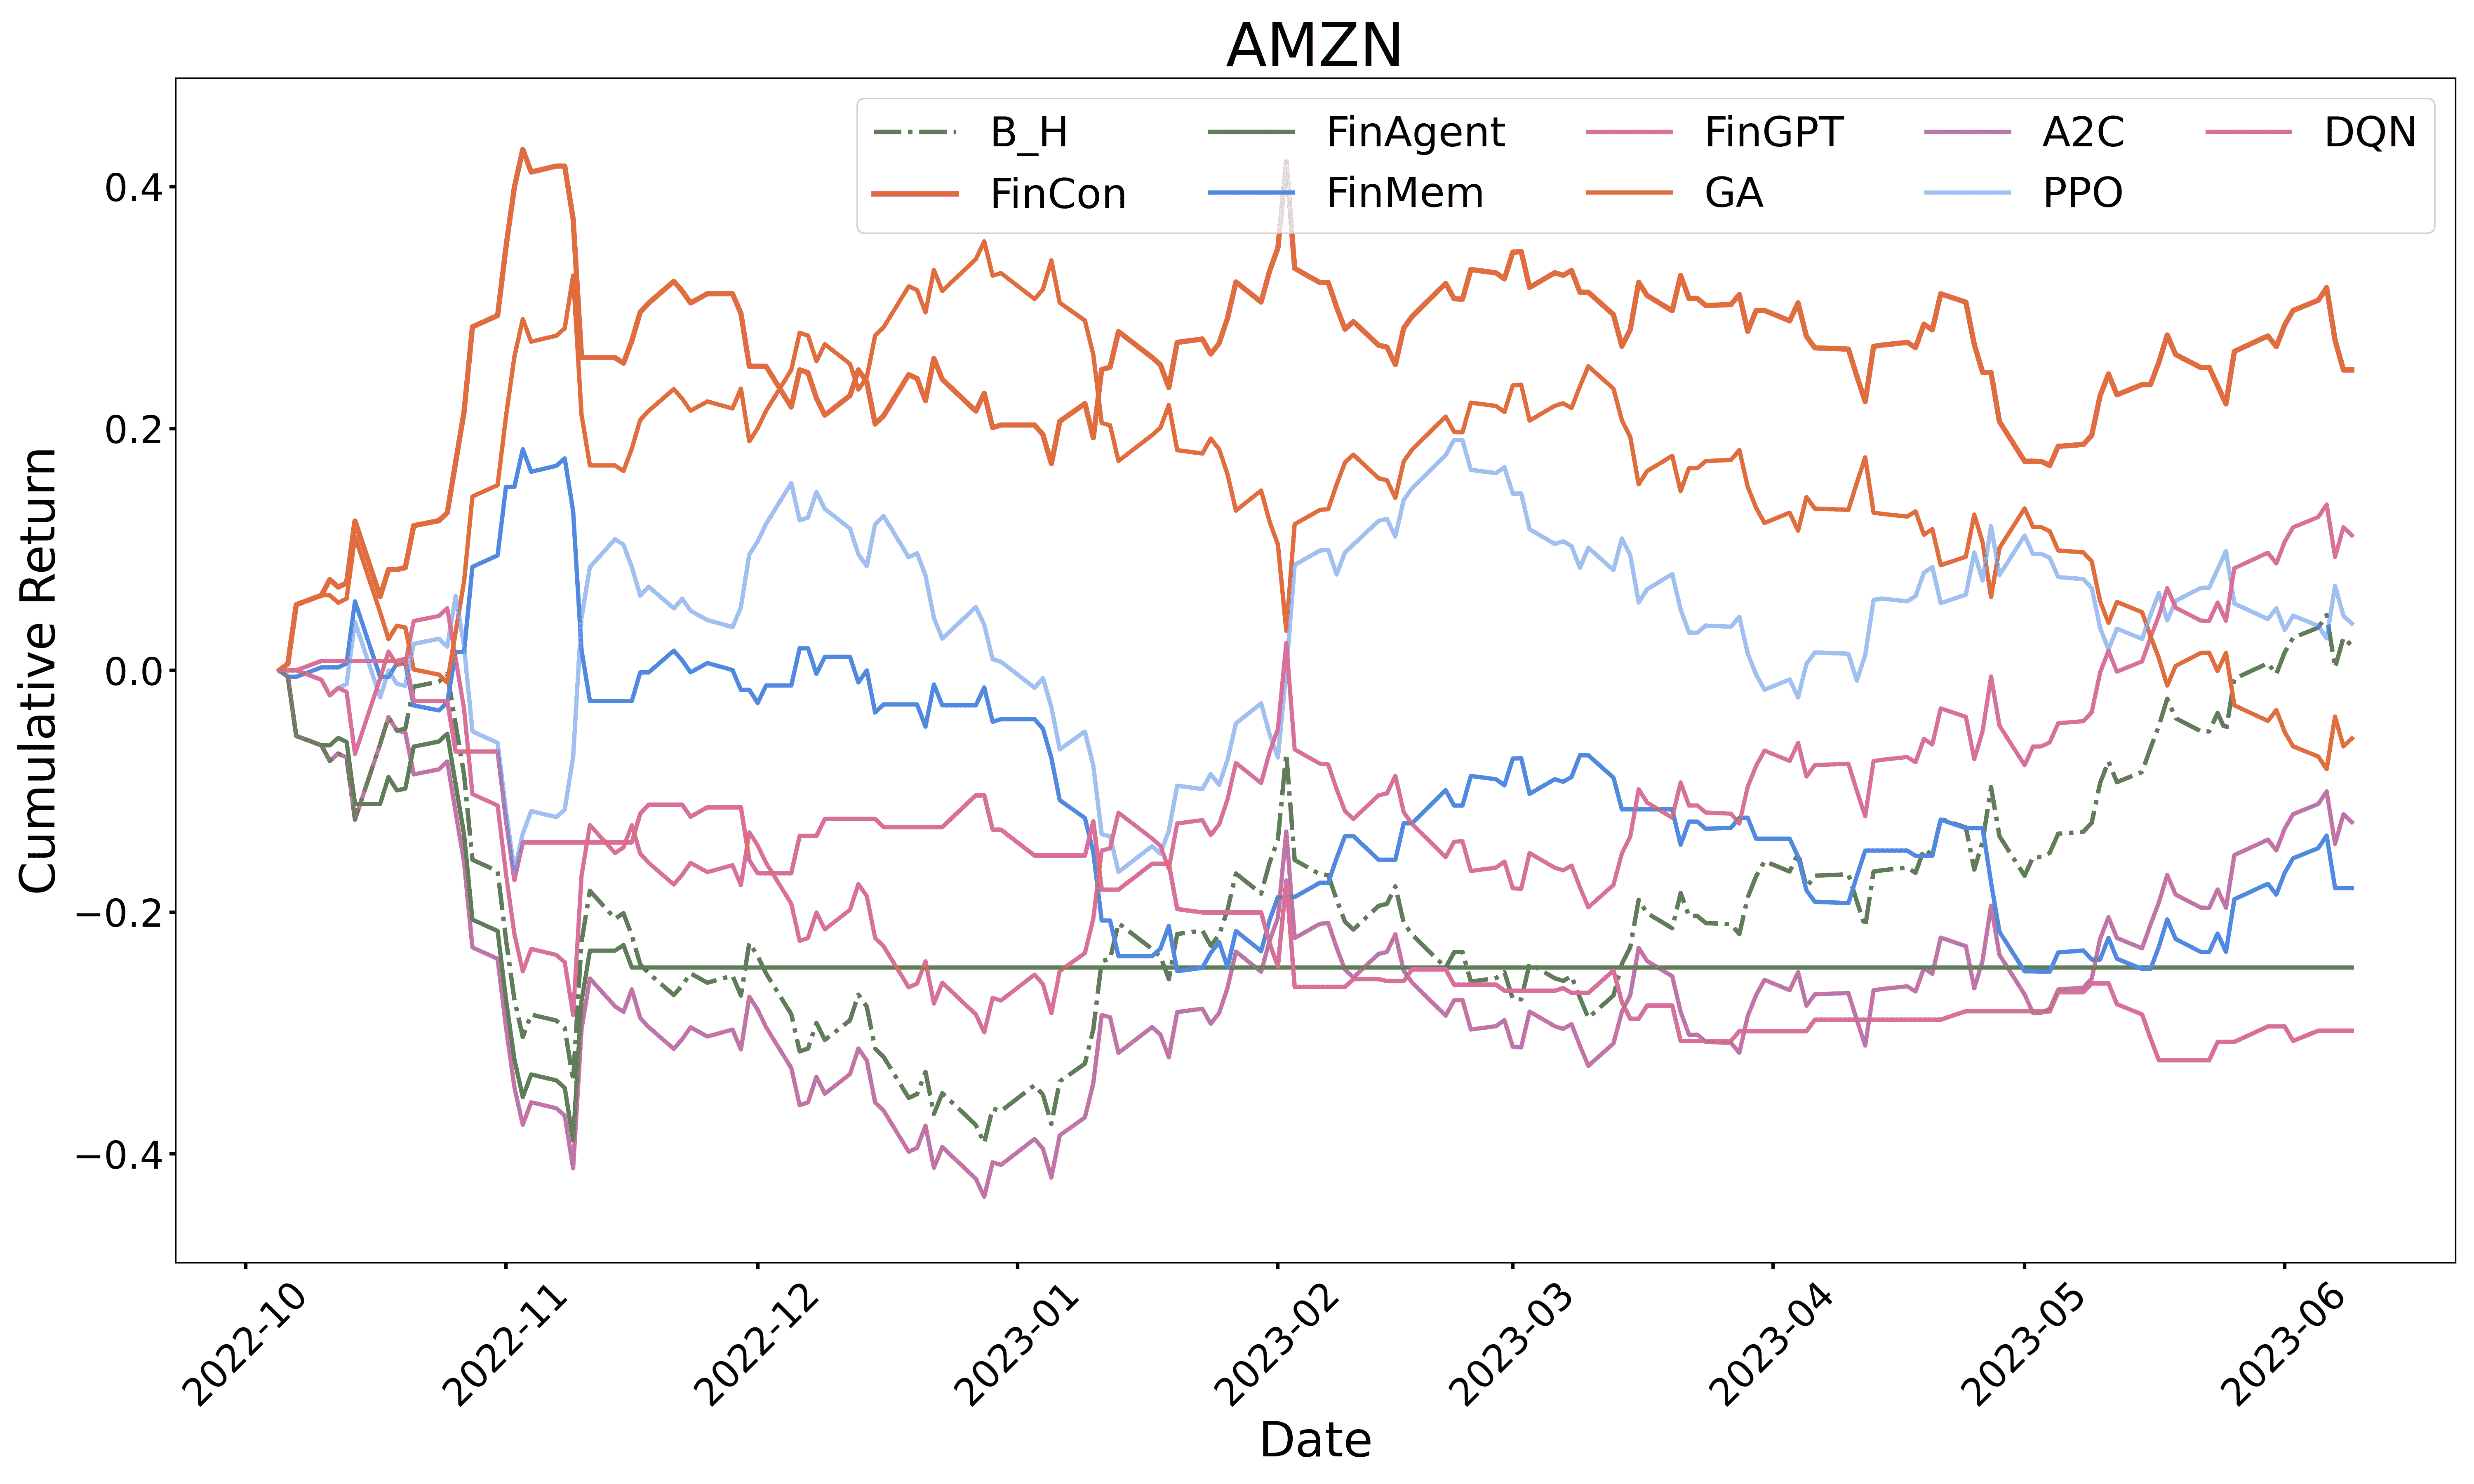 AMZN
B_H FinAgent FinGPT A2C DQN
FinCon FinMem GA PPO
Cumulative Return
0.4
0.2
0.0
−0.2
−0.4
2022-10 2022-11 2022-12 2023-01 2023-02 2023-03 2023-04 2023-05 2023-06
Date